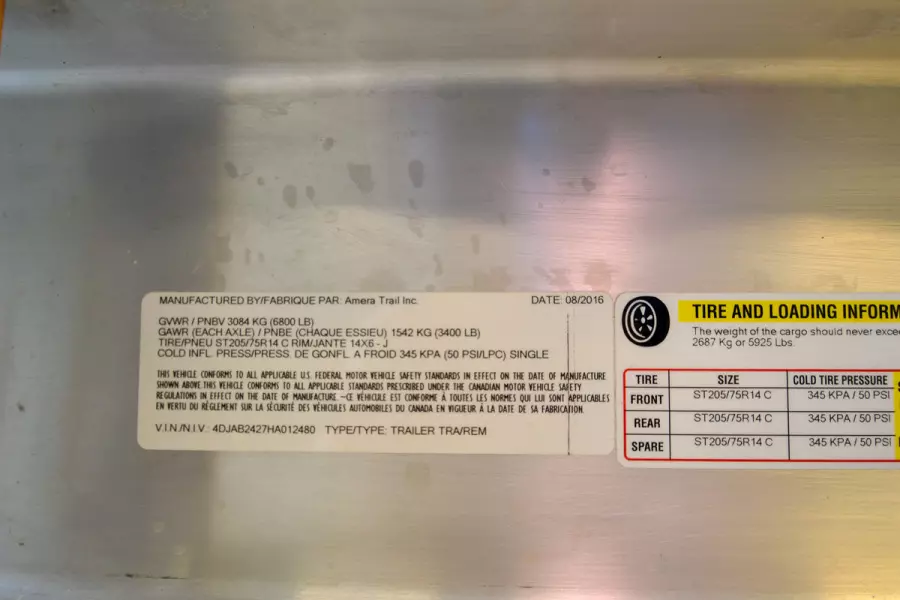 MANUFACTURED BY/FABRIQUE PAR: Amera Trail Inc. DATE: 08/2016
GVWR / PNBV 3084 KG (6800 LB)
GAWR (EACH AXLE) / PNBE (CHAQUE ESSIEU) 1542 KG (3400 LB)
TIRE/PNEU ST205/75R14 C RIM/JANTE 14X6 - J
COLD INFL. PRESS/PRESS. DE GONFL. A FROID 345 KPA (50 PSI/LPC) SINGLE
THIS VEHICLE CONFORMS TO ALL APPLICABLE U.S. FEDERAL MOTOR VEHICLE SAFETY STANDARDS IN EFFECT ON THE DATE OF MANUFACTURE
SHOWN ABOVE.THIS VEHICLE CONFORMS TO ALL APPLICABLE STANDARDS PRESCRIBED UNDER THE CANADIAN MOTOR VEHICLE SAFETY
REGULATIONS IN EFFECT ON THE DATE OF MANUFACTURE.-CE VÉHICULE EST CONFORME À TOUTES LES NORMES QUI LUI SONT APPLICABLES
EN VERTU DU RÉGLEMENT SUR LA SÉCURITÉ DES VÉHICULES AUTOMOBILES DU CANADA EN VIGUEUR À LA DATE DE SA FABRICATION.
V.I.N./N.I.V.: 4DJAB2427HA012480 TYPE/TYPE: TRAILER TRA/REM
TIRE AND LOADING INFORM
The weight of the cargo should never excee
2687 Kg or 5925 Lbs.
TIRE SIZE COLD TIRE PRESSURE
FRONT ST205/75R14 C 345 KPA / 50 PSI
REAR ST205/75R14 C 345 KPA / 50 PSI
SPARE ST205/75R14 C 345 KPA / 50 PSI